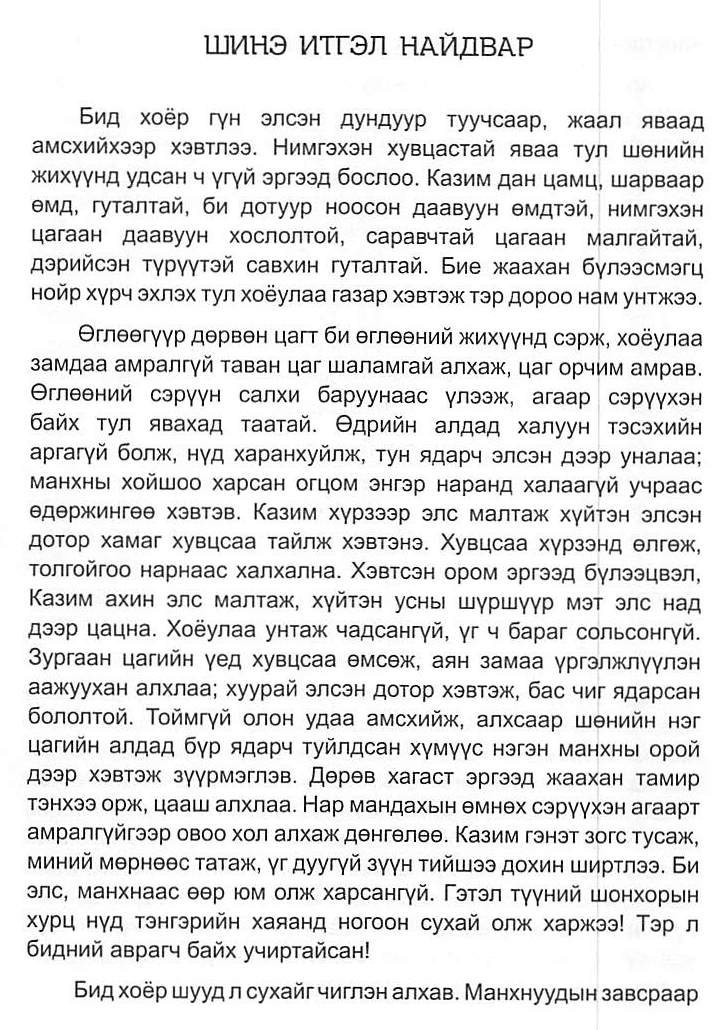 ШИНЭ ИТГЭЛ НАЙДВАР
Бид хоёр гүн элсэн дундуур туучсаар, жаал яваад
амсхийхээр хэвтлээ. Нимгэхэн хувцастай яваа тул шөнийн
жихүүнд удсан ч үгүй эргээд бослоо. Казим дан цамц, шарваар
өмд, гуталтай, би дотуур ноосон даавуун өмдтэй, нимгэхэн
цагаан даавуун хослолтой, саравчтай цагаан малгайтай,
дэрийсэн түрүүтэй савхин гуталтай. Бие жаахан бүлээсмэгц
нойр хүрч эхлэх тул хоёулаа газар хэвтэж тэр дороо нам унтжээ.
Өглөөгүүр дөрвөн цагт би өглөөний жихүүнд сэрж, хоёулаа
замдаа амралгүй таван цаг шаламгай алхаж, цаг орчим амрав.
Өглөөний сэрүүн салхи баруунаас үлээж, агаар сэрүүхэн
байх тул явахад таатай. Өдрийн алдад халуун тэсэхийн
аргагүй болж, нүд харанхуйлж, тун ядарч элсэн дээр уналаа;
манхны хойшоо харсан огцом энгэр наранд халаагүй учраас
өдөржингөө хэвтэв. Казим хүрзээр элс малтаж хүйтэн элсэн
дотор хамаг хувцсаа тайлж хэвтэнэ. Хувцсаа хүрзэнд өлгөж,
толгойгоо нарнаас халхална. Хэвтсэн ором эргээд бүлээцвэл,
Казим ахин элс малтаж, хүйтэн усны шүршүүр мэт элс над
дээр цацна. Хоёулаа унтаж чадсангүй, үг ч бараг сольсонгүй.
Зургаан цагийн үед хувцсаа өмсөж, аян замаа үргэлжлүүлэн
аажуухан алхлаа; хуурай элсэн дотор хэвтэж, бас чиг ядарсан
бололтой. Тоймгүй олон удаа амсхийж, алхсаар шөнийн нэг
цагийн алдад бүр ядарч туйлдсан хүмүүс нэгэн манхны орой
дээр хэвтэж зүүрмэглэв. Дөрөв хагаст эргээд жаахан тамир
тэнхээ орж, цааш алхлаа. Нар мандахын өмнөх сэрүүхэн агаарт
амралгүйгээр овоо хол алхаж дөнгөлөө. Казим гэнэт зогс тусаж,
миний мөрнөөс татаж, үг дуугүй зүүн тийшээ дохин ширтлээ. Би
элс, манхнаас өөр юм олж харсангүй. Гэтэл түүний шонхорын
хурц нүд тэнгэрийн хаяанд ногоон сухай олж харжээ! Тэр л
бидний аврагч байх учиртайсан!
Бид хоёр шууд л сухайг чиглэн алхав. Манхнуудын завсраар